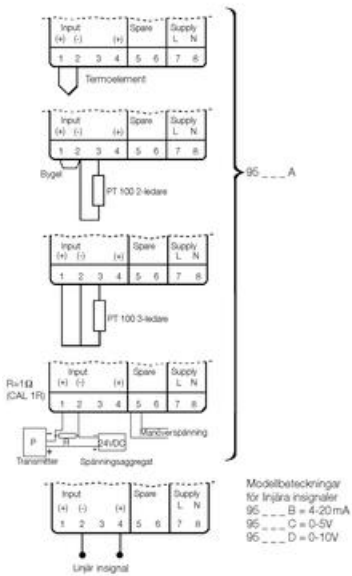 Input Spare Supply
(+) (-) (+) L N
1 2 3 4 5 6 7 8
Termoelement
Input Spare Supply
(+) (-) (+) L N
1 2 3 4 5 6 7 8
Bygel
PT 100 2-ledare
95 _ _ _ A
Input Spare Supply
(+) (-) (+) L N
1 2 3 4 5 6 7 8
PT 100 3-ledare
Input Spare Supply
R=1Ω (+) (-) (+) L N
(CAL 1R) 1 2 3 4 5 6 7 8
Manöverspänning
P R 24VDC
Transmitter Spänningsaggregat
Input Spare Supply
(+) (-) (+) L N
1 2 3 4 5 6 7 8
Linjär insignal
Modellbeteckningar
för linjära insignaler
95 _ _ _ B = 4-20mA
95 _ _ _ C = 0-5V
95 _ _ _ D = 0-10V